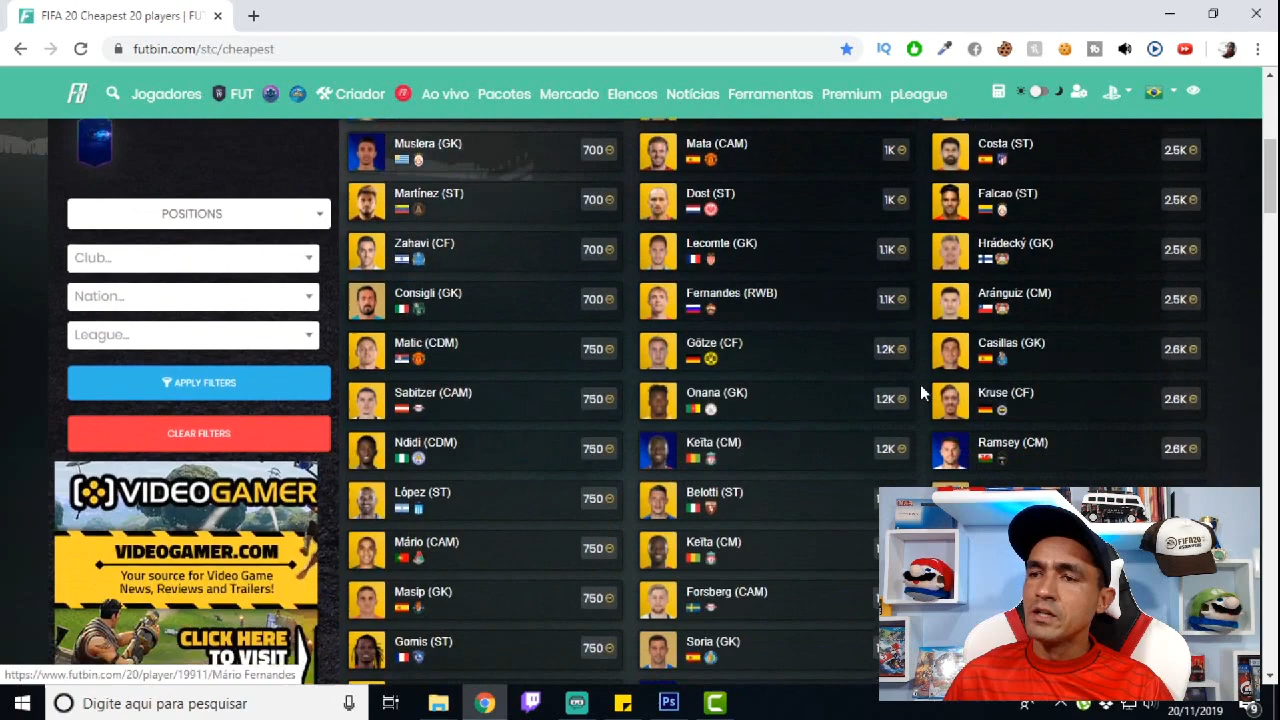 FIFA 20 Cheapest 20 players | FU
futbin.com/stc/cheapest
IQ
F8 Jogadores FUT Criador Ao vivo Pacotes Mercado Elencos Notícias Ferramentas Premium pLeague
POSITIONS
Club...
Nation...
League...
APPLY FILTERS
CLEAR FILTERS
VIDEOGAMER
VIDEOGAMER.COM
Your source for Video Game
News, Reviews and Trailers!
CLICK HERE
TO VISIT
Muslera (GK) 700
Martínez (ST) 700
Zahavi (CF) 700
Consigli (GK) 700
Matic (CDM) 750
Sabitzer (CAM) 750
Ndidi (CDM) 750
López (ST) 750
Mário (CAM) 750
Masip (GK) 750
Gomis (ST) 750
Mata (CAM) 1K
Dost (ST) 1K
Lecomte (GK) 1.1K
Fernandes (RWB) 1.1K
Götze (CF) 1.2K
Onana (GK) 1.2K
Keïta (CM) 1.2K
Belotti (ST)
Keïta (CM)
Forsberg (CAM)
Soria (GK)
Costa (ST) 2.5K
Falcao (ST) 2.5K
Hrádecký (GK) 2.5K
Aránguiz (CM) 2.5K
Casillas (GK) 2.5K
Kruse (CF) 2.6K
Ramsey (CM) 2.6K
FIFA20
https://www.futbin.com/20/player/19911/Mário Fernandes
Digite aqui para pesquisar
Ps
20/11/2019
9